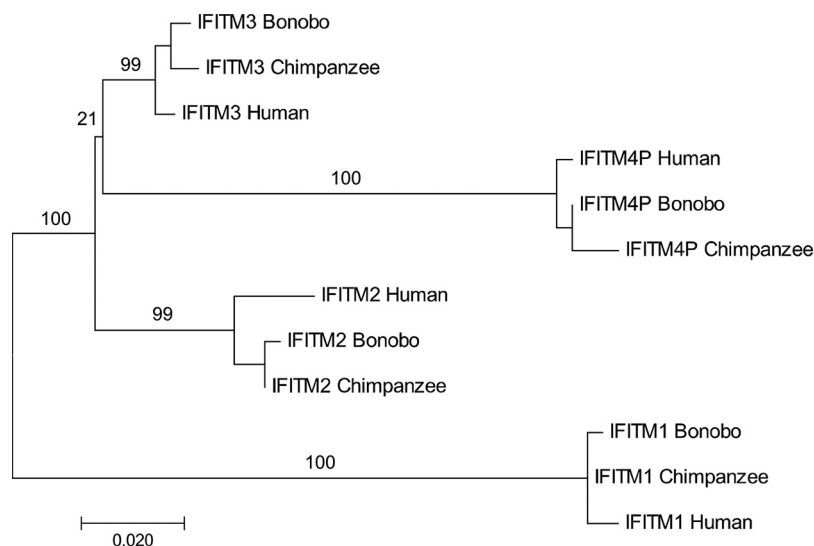 IFITM3 Bonobo
99
IFITM3 Chimpanzee
IFITM3 Human
21
IFITM4P Human
100
IFITM4P Bonobo
100
IFITM4P Chimpanzee
IFITM2 Human
99
IFITM2 Bonobo
IFITM2 Chimpanzee
IFITM1 Bonobo
100
IFITM1 Chimpanzee
IFITM1 Human
0.020